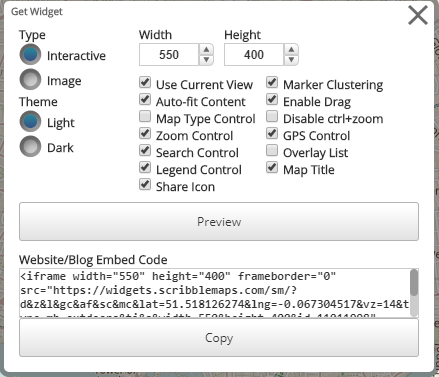 Get Widget
Type
Interactive
Image
Theme
Light
Dark
Width Height
550 400
Use Current View
Auto-fit Content
Map Type Control
Zoom Control
Search Control
Legend Control
Share Icon
Marker Clustering
Enable Drag
Disable ctrl+zoom
GPS Control
Overlay List
Map Title
Preview
Website/Blog Embed Code
<iframe width="550" height="400" frameborder="0"
src="https://widgets.scribblemaps.com/sm/?
d&z&l&gc&af&sc&mc&lat=51.518126274&lng=-0.067304517&vz=14&t
Copy